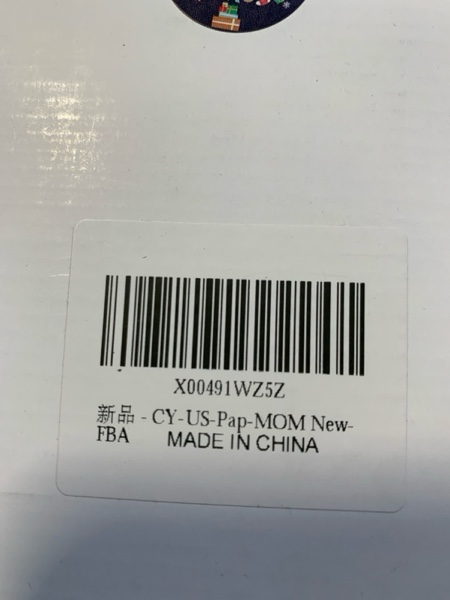 X00491WZ5Z
新品 - CY-US-Pap-MOM New-
FBA MADE IN CHINA